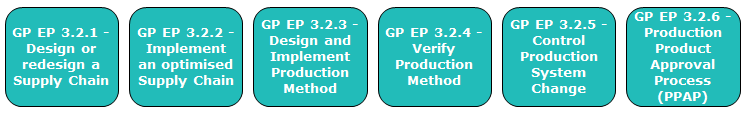 GP EP 3.2.1 -
Design or
redesign a
Supply Chain
GP EP 3.2.2 -
Implement
an optimised
Supply Chain
GP EP 3.2.3 -
Design and
Implement
Production
Method
GP EP 3.2.4 -
Verify
Production
Method
GP EP 3.2.5 -
Control
Production
System
Change
GP EP 3.2.6 -
Production
Product
Approval
Process
(PPAP)